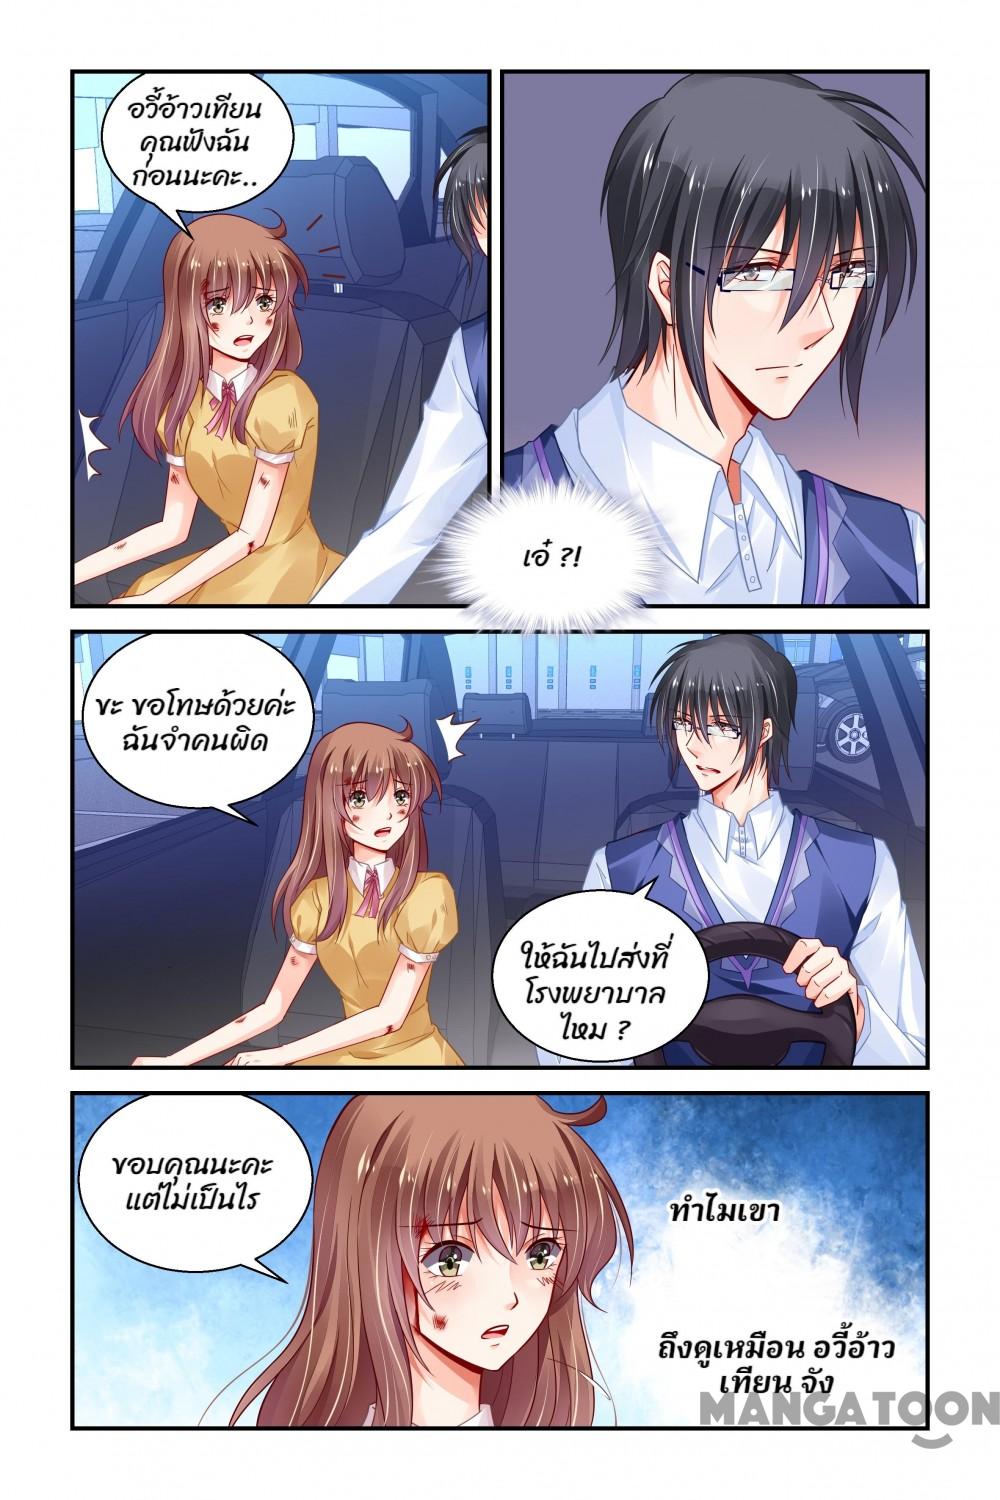 อวี้อ้าวเทียน
คุณฟังฉัน
ก่อนนะคะ..
เอ๋ ?!
ขะ ขอโทษด้วยค่ะ
ฉันจำคนผิด
ให้ฉันไปส่งที่
โรงพยาบาล
ไหม ?
ขอบคุณนะคะ
แต่ไม่เป็นไร
ทำไมเขา
ถึงดูเหมือน อวี้อ้าว
เทียน จัง
MANGATOON